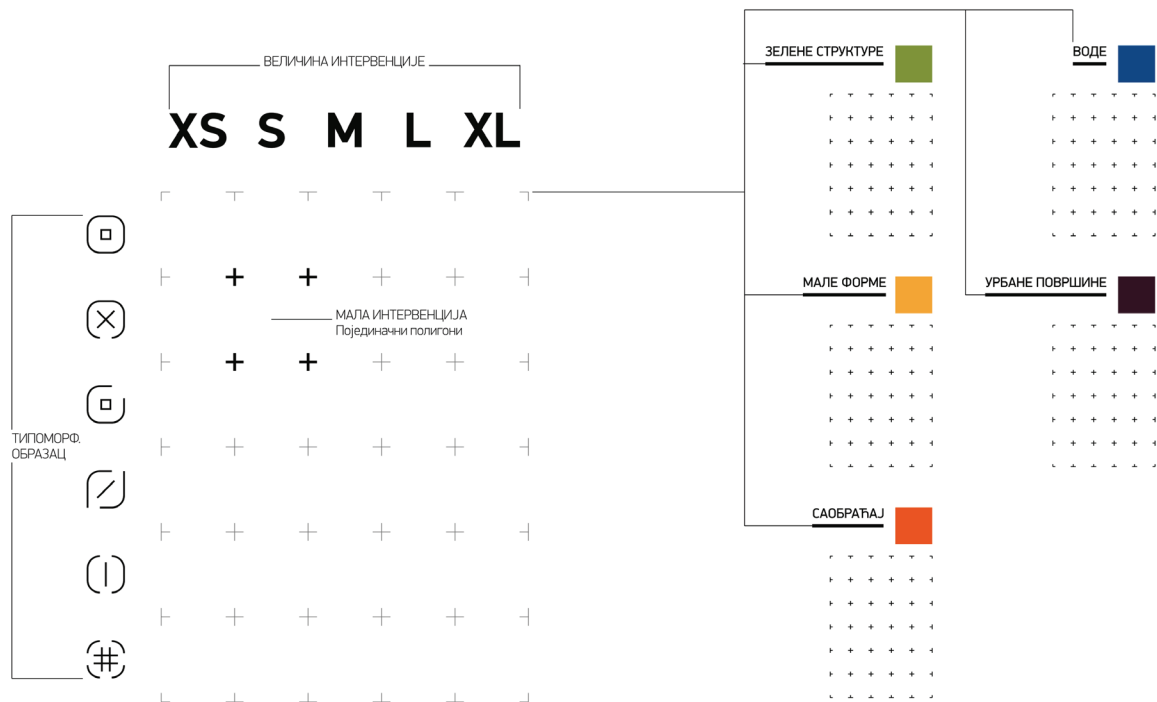 ВЕЛИЧИНА ИНТЕРВЕНЦИЈЕ
XS S M L XL
ТИПОМОРФ.
ОБРАЗАЦ
МАЛА ИНТЕРВЕНЦИЈА
Појединачни полигони
ЗЕЛЕНЕ СТРУКТУРЕ
ВОДЕ
МАЛЕ ФОРМЕ
УРБАНЕ ПОВРШИНЕ
САОБРАЋАЈ